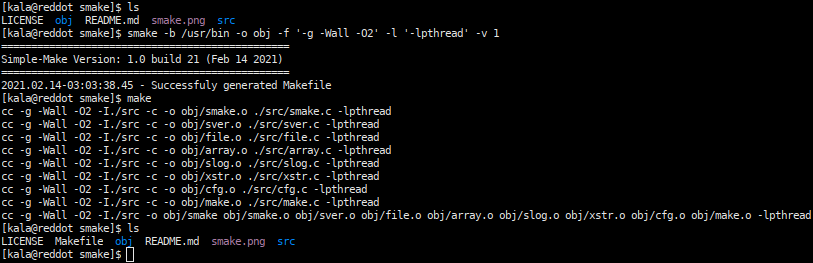 [kala@reddot smake]$ ls
LICENSE obj README.md smake.png src
[kala@reddot smake]$ smake -b /usr/bin -o obj -f '-g -Wall -O2' -l '-lpthread' -v 1
================================================
Simple-Make Version: 1.0 build 21 (Feb 14 2021)
================================================
2021.02.14-03:03:38.45 - Successfuly generated Makefile
[kala@reddot smake]$ make
cc -g -Wall -O2 -I./src -c -o obj/smake.o ./src/smake.c -lpthread
cc -g -Wall -O2 -I./src -c -o obj/sver.o ./src/sver.c -lpthread
cc -g -Wall -O2 -I./src -c -o obj/file.o ./src/file.c -lpthread
cc -g -Wall -O2 -I./src -c -o obj/array.o ./src/array.c -lpthread
cc -g -Wall -O2 -I./src -c -o obj/slog.o ./src/slog.c -lpthread
cc -g -Wall -O2 -I./src -c -o obj/xstr.o ./src/xstr.c -lpthread
cc -g -Wall -O2 -I./src -c -o obj/cfg.o ./src/cfg.c -lpthread
cc -g -Wall -O2 -I./src -c -o obj/make.o ./src/make.c -lpthread
cc -g -Wall -O2 -I./src -o obj/smake obj/smake.o obj/sver.o obj/file.o obj/array.o obj/slog.o obj/xstr.o obj/cfg.o obj/make.o -lpthread
[kala@reddot smake]$ ls
LICENSE Makefile obj README.md smake.png src
[kala@reddot smake]$